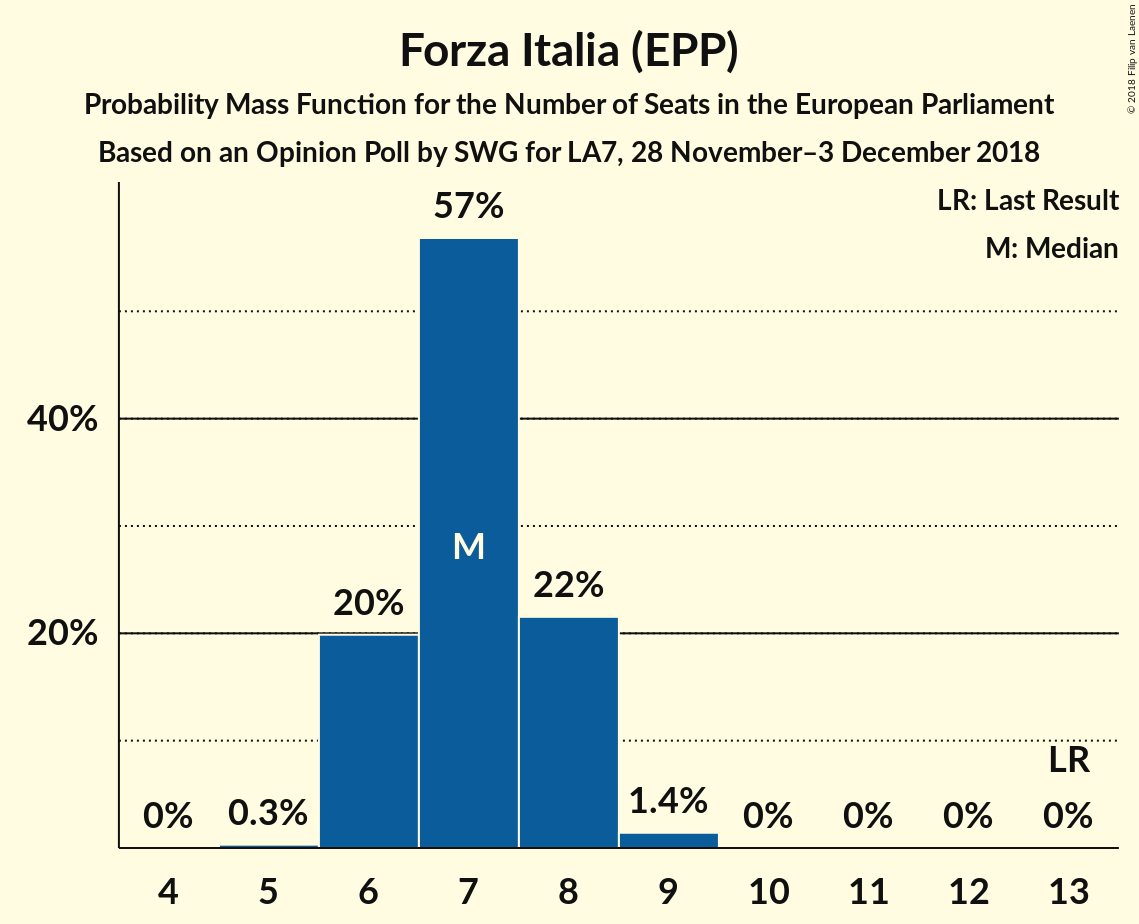 Forza Italia (EPP)
Probability Mass Function for the Number of Seats in the European Parliament
Based on an Opinion Poll by SWG for LA7, 28 November–3 December 2018
© 2018 Filip van Laenen
LR: Last Result
M: Median
57%
40%
M
22%
20%
20%
LR
0%
0.3%
1.4%
0%
0%
0%
0%
4 5 6 7 8 9 10 11 12 13